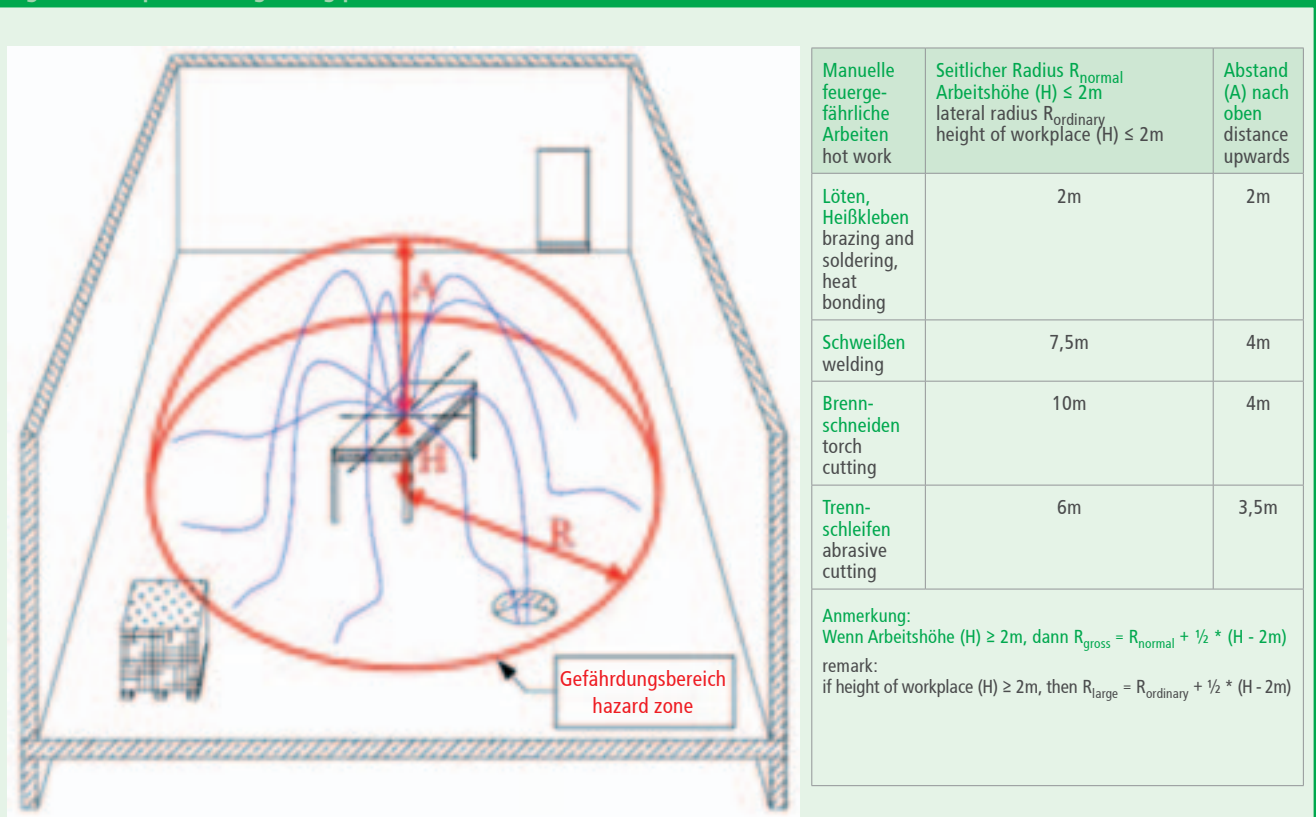 A
H
R
Gefährdungsbereich
hazard zone
Manuelle
feuerge-
fährliche
Arbeiten
hot work
Seitlicher Radius Rnormal
Arbeitshöhe (H) ≤ 2m
lateral radius Rordinary
height of workplace (H) ≤ 2m
Abstand
(A) nach
oben
distance
upwards
Löten,
Heißkleben
brazing and
soldering,
heat
bonding
2m
2m
Schweißen
welding
7,5m
4m
Brenn-
schneiden
torch
cutting
10m
4m
Trenn-
schleifen
abrasive
cutting
6m
3,5m
Anmerkung:
Wenn Arbeitshöhe (H) ≥ 2m, dann Rgross = Rnormal + ½ * (H - 2m)
remark:
if height of workplace (H) ≥ 2m, then Rlarge = Rordinary + ½ * (H - 2m)